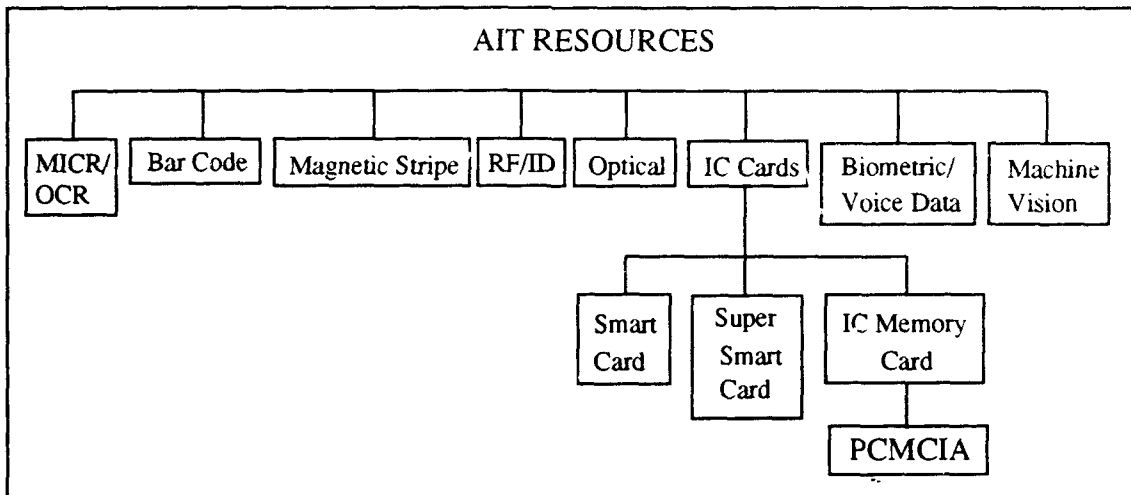 AIT RESOURCES
MICR/
OCR
Bar Code
Magnetic Stripe
RF/ID
Optical
IC Cards
Biometric/
Voice Data
Machine
Vision
Smart
Card
Super
Smart
Card
IC Memory
Card
PCMCIA